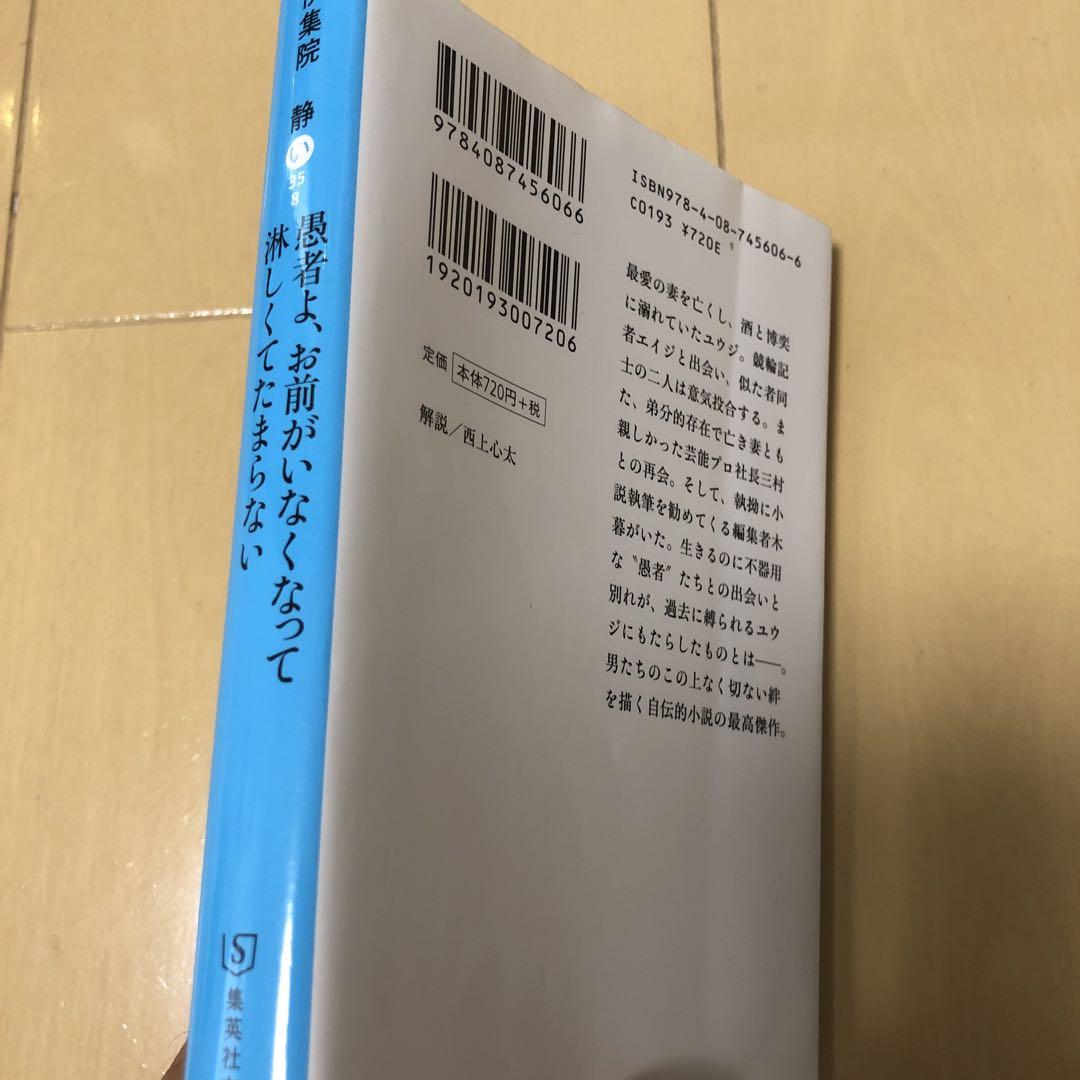 集院 静
い
35
8
愚者よ、お前がいなくなって
淋しくてたまらない
S
集英社
9784087456066
1920193007206
定価 本体720円+税
解説/西上心太
ISBN978-4-08-745606-6
C0193 ¥720E
最愛の妻を亡くし、酒と博奕
に溺れていたユウジ。競輪記
者エイジと出会い、似た者同
士の二人は意気投合する。ま
た、弟分的存在で亡き妻とも
親しかった芸能プロ社長三村
との再会。そして、執拗に小
説執筆を勧めてくる編集者木
暮がいた。生きるのに不器用
な〝愚者〟たちとの出会いと
別れが、過去に縛られるユウ
ジにもたらしたものとは――。
男たちのこの上なく切ない絆
を描く自伝的小説の最高傑作。